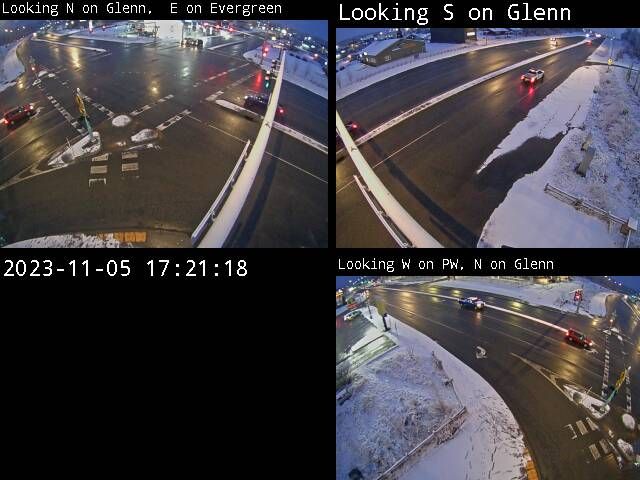 Looking N on Glenn, E on Evergreen
Looking S on Glenn
2023-11-05 17:21:18
Looking W on PW, N on Glenn